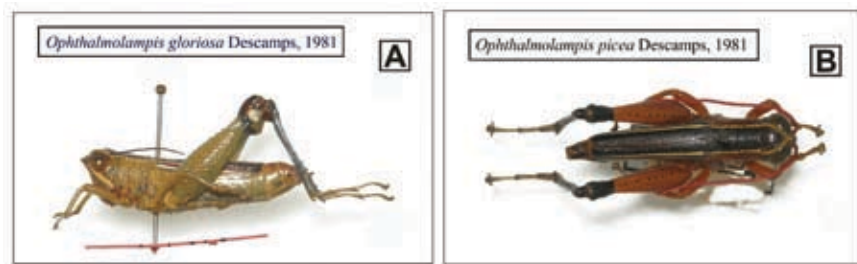 Ophthalmolampis gloriosa Descamps, 1981
A
Ophthalmolampis picea Descamps, 1981
B